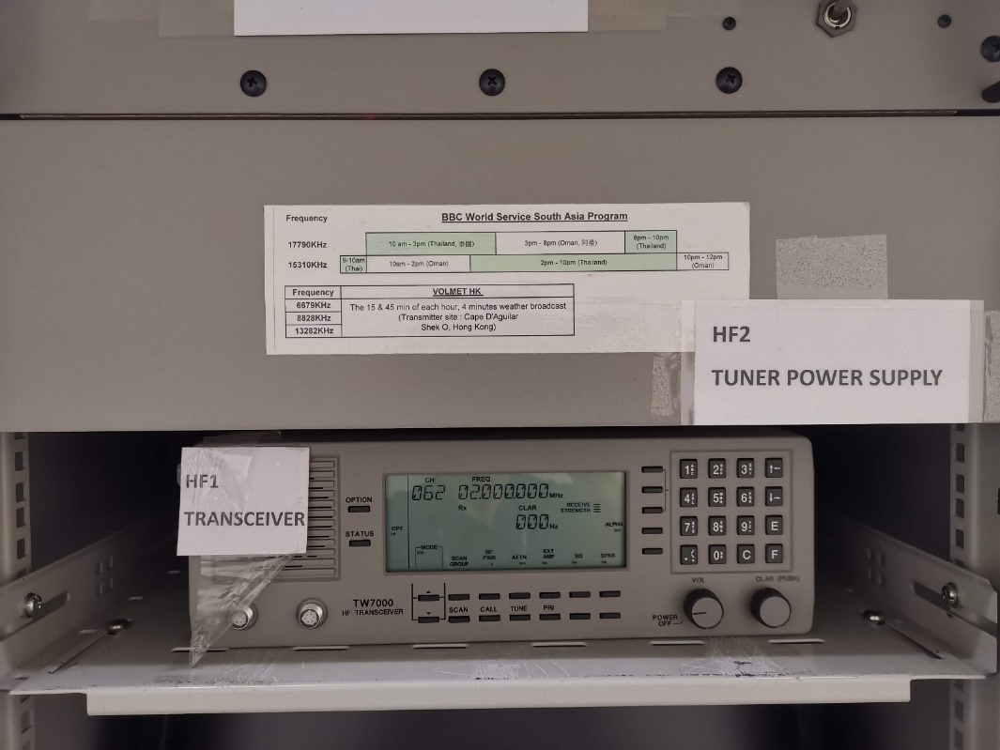 Frequency
BBC World Service South Asia Program
17790KHz
10 am - 3pm (Thailand, 泰國)
3pm - 8pm (Oman, 阿曼)
8pm - 10pm
(Thailand)
15310KHz
9-10am
(Thai)
10am - 2pm (Oman)
2pm - 10pm (Thailand)
10pm - 12pm
(Oman)
Frequency
VOLMET HK
6679KHz
8828KHz
13282KHz
The 15 & 45 min of each hour, 4 minutes weather broadcast
(Transmitter site : Cape D'Aguilar
Shek O, Hong Kong)
HF2
TUNER POWER SUPPLY
HF1
TRANSCEIVER
OPTION
STATUS
CH
FREQ
062 02.000.000 MHz
Rx
CLAR
RECEIVE
STRENGTH
000 Hz
OPT
ALPHA
MODE
SCAN
GROUP
RF
PWR
ATTN
EXT
AMP
SQ
SPKR
1 2 3
4 5 6
7 8 9 E
0 C F
TW7000
HF TRANSCEIVER
SCAN CALL TUNE PRI
VOL
CLAR (PUSH)
POWER
OFF